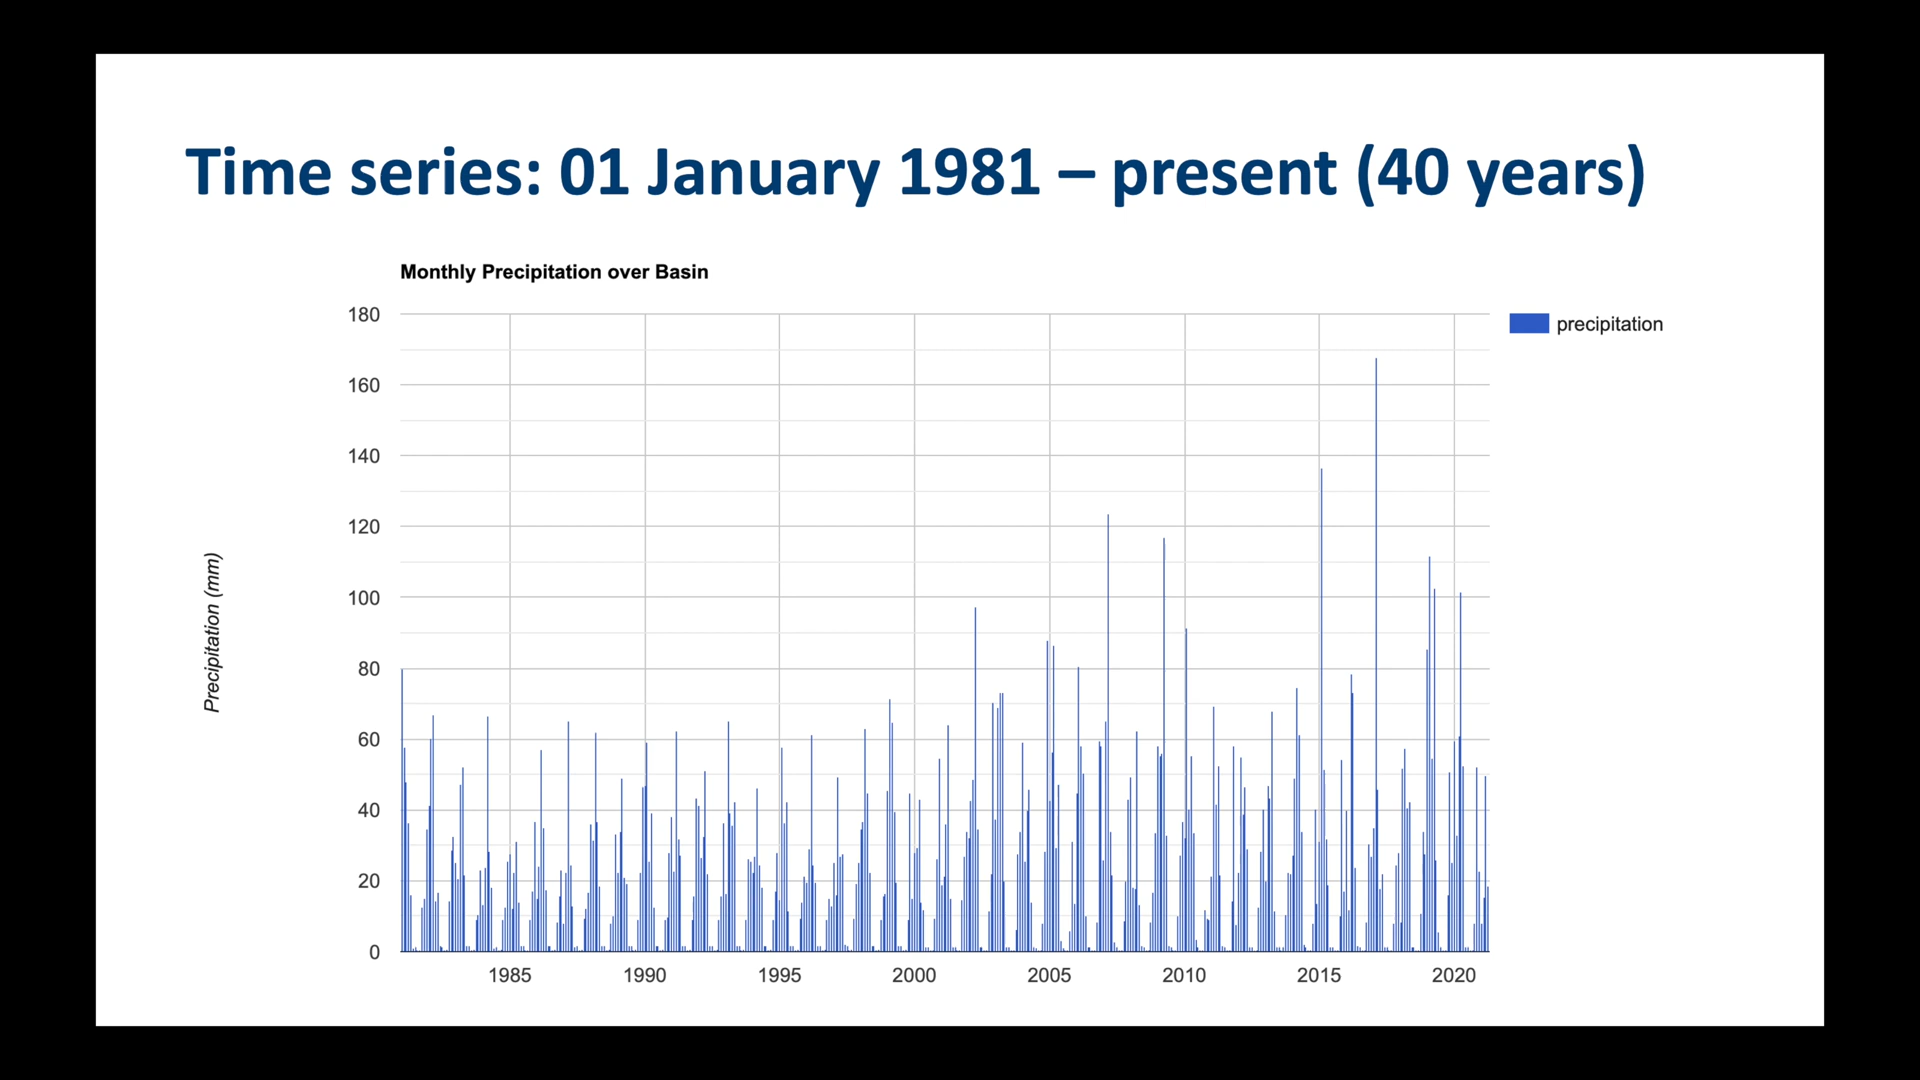 Time series: 01 January 1981 – present (40 years)
Monthly Precipitation over Basin
precipitation
Precipitation (mm)
180
160
140
120
100
80
60
40
20
0
1985 1990 1995 2000 2005 2010 2015 2020